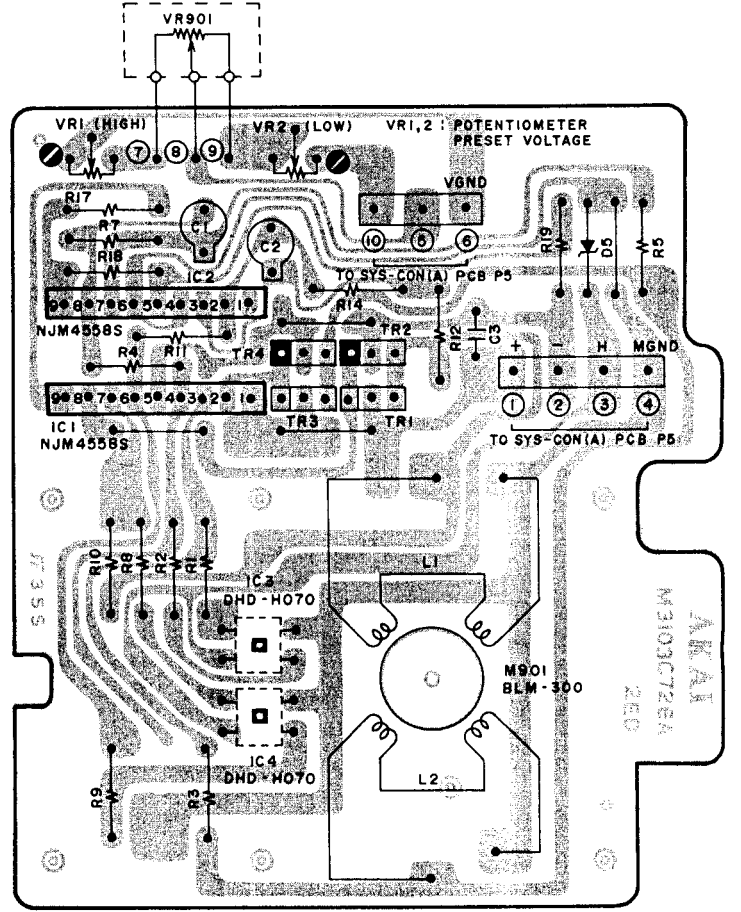 VR901
VR1 (HIGH)
7 8 9
VR2 (LOW)
VR1,2 : POTENTIOMETER
PRESET VOLTAGE
VGND
R17
R7
R18
C1
C2
10 5 6
TO SYS-CON(A) PCB P5
R19
D5
R5
IC2
9 8 7 6 5 4 3 2 1
NJM4558S
R14
R11
R4
TR4
TR2
R12
C3
+ - H MGND
1 2 3 4
TO SYS-CON(A) PCB P5
9 8 7 6 5 4 3 2 1
IC1
NJM4558S
TR3
TR1
R10
R8
R2
R1
IC3
DHD-H070
L1
M901
BLM-300
IC4
DHD-H070
L2
R9
R3
AKAI